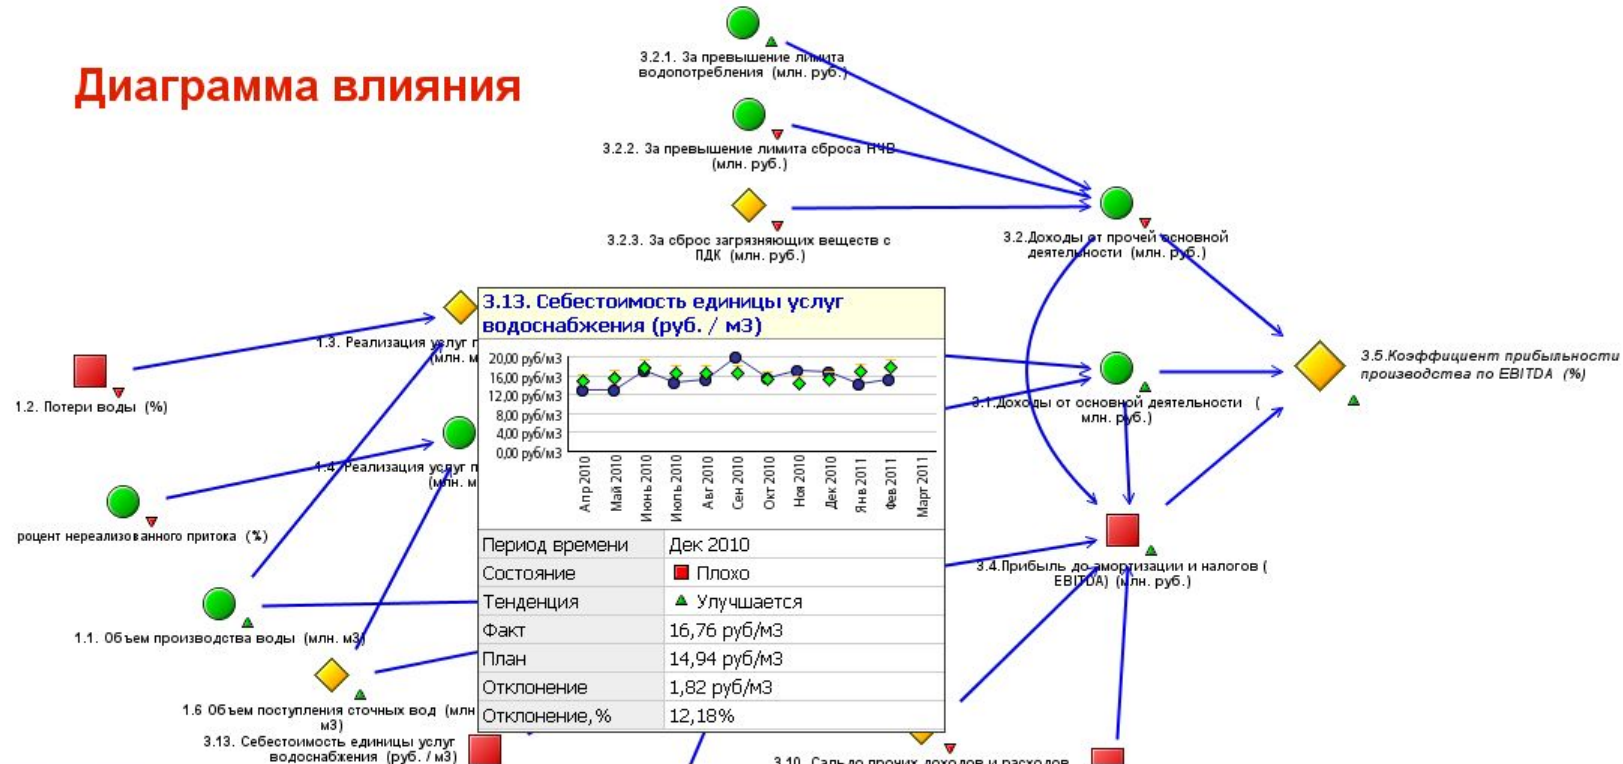 Диаграмма влияния
3.2.1. За превышение лимита
водопотребления (млн. руб.)
3.2.2. За превышение лимита сброса НЧВ
(млн. руб.)
3.2.3. За сброс загрязняющих веществ с
ПДК (млн. руб.)
3.2.Доходы от прочей основной
деятельности (млн. руб.)
1.3. Реализация услуг п
(млн. м
1.2. Потери воды (%)
1.4. Реализация услуг п
(млн. м
роцент нереализованного притока (%)
1.1. Объем производства воды (млн. м3)
1.6 Объем поступления сточных вод (млн
м3)
3.13. Себестоимость единицы услуг
водоснабжения (руб. / м3)
3.13. Себестоимость единицы услуг
водоснабжения (руб. / м3)
20,00 руб/м3
16,00 руб/м3
12,00 руб/м3
8,00 руб/м3
4,00 руб/м3
0,00 руб/м3
Апр 2010
Май 2010
Июнь 2010
Июль 2010
Авг 2010
Сен 2010
Окт 2010
Ноя 2010
Дек 2010
Янв 2011
Фев 2011
Март 2011
Период времени Дек 2010
Состояние Плохо
Тенденция Улучшается
Факт 16,76 руб/м3
План 14,94 руб/м3
Отклонение 1,82 руб/м3
Отклонение,% 12,18%
3.1.Доходы от основной деятельности (
млн. руб.)
3.5.Коэффициент прибыльности
производства по EBITDA (%)
3.4.Прибыль до амортизации и налогов (
EBITDA) (млн. руб.)
3.10. Сальдо прочих доходов и расходов